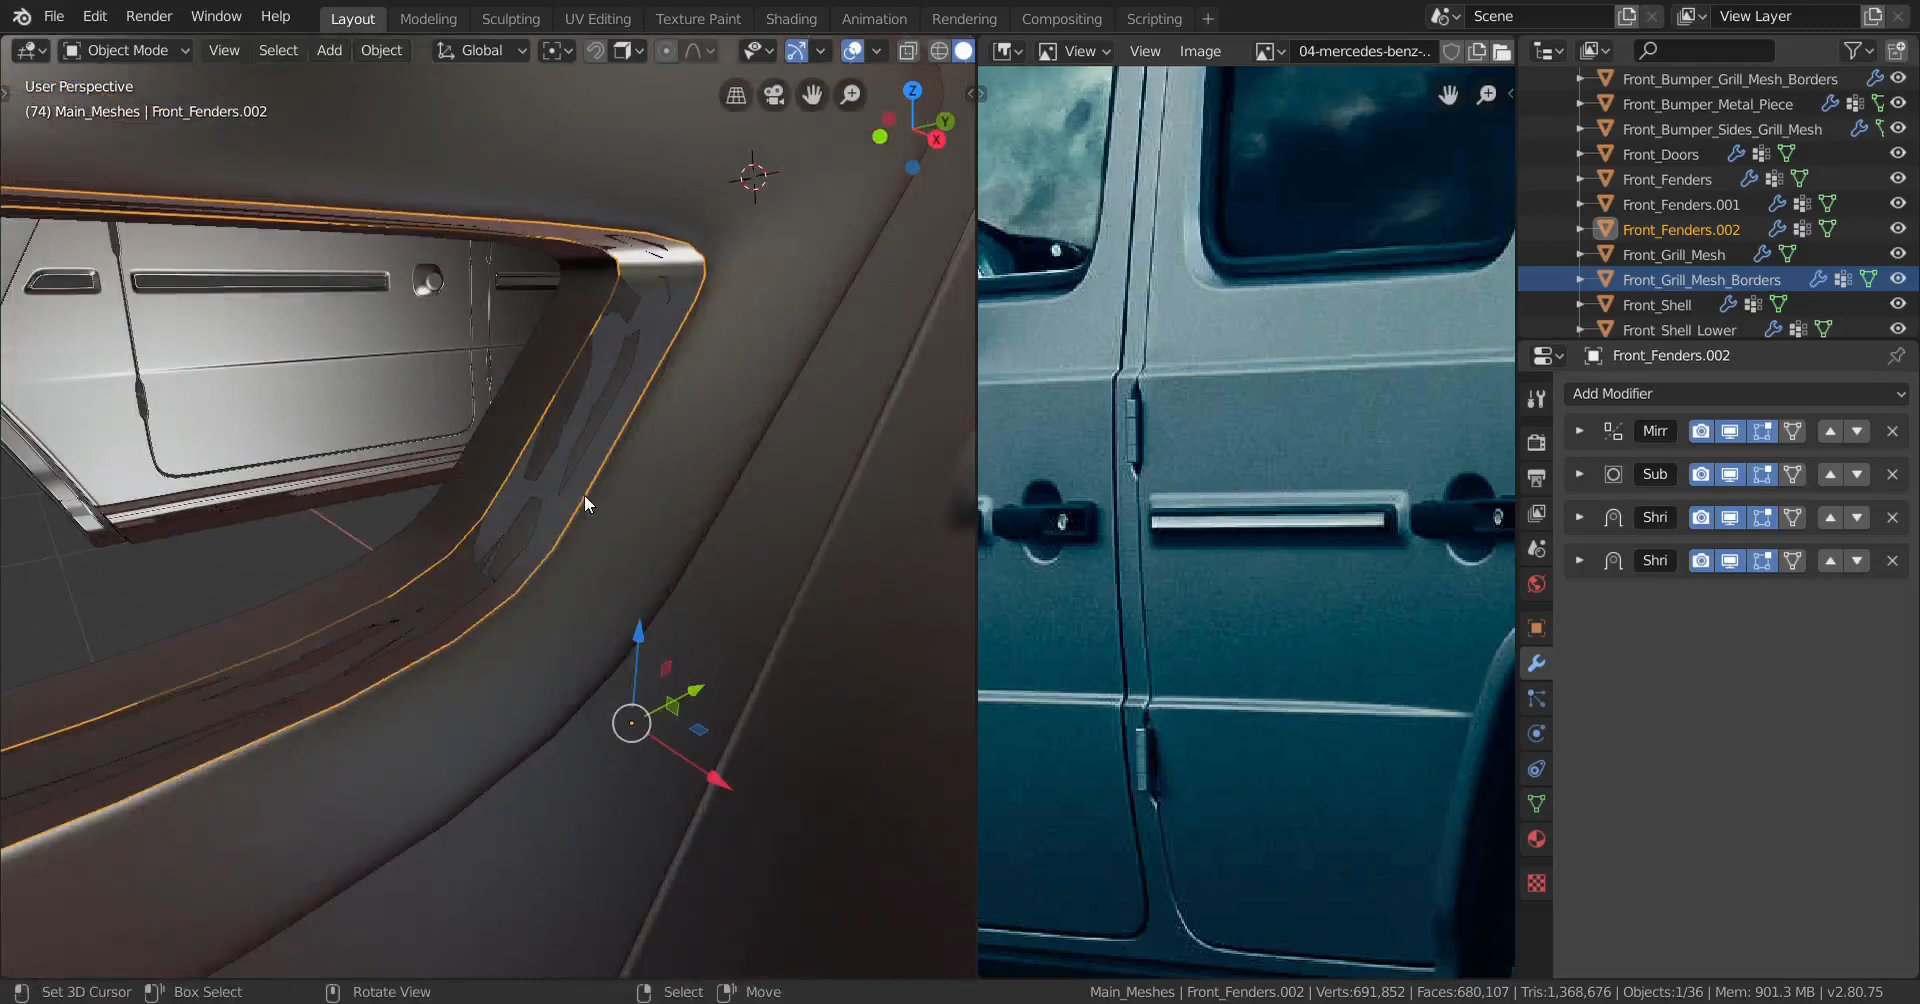 File Edit Render Window Help Layout Modeling Sculpting UV Editing Texture Paint Shading Animation Rendering Compositing Scripting + Scene View Layer
Object Mode View Select Add Object Global View View Image 04-mercedes-benz-..
User Perspective
(74) Main_Meshes | Front_Fenders.002
Z
Y
X
Front_Bumper_Grill_Mesh_Borders
Front_Bumper_Metal_Piece
Front_Bumper_Sides_Grill_Mesh
Front_Doors
Front_Fenders
Front_Fenders.001
Front_Fenders.002
Front_Grill_Mesh
Front_Grill_Mesh_Borders
Front_Shell
Front_Shell_Lower
Front_Fenders.002
Add Modifier
Mirr
Sub
Shri
Shri
Set 3D Cursor Box Select Rotate View Select Move Main_Meshes | Front_Fenders.002 | Verts:691,852 | Faces:680,107 | Tris:1,368,676 | Objects:1/36 | Mem: 901.3 MB | v2.80.75